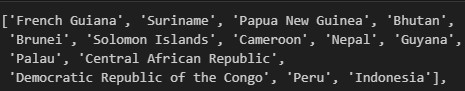 ['French Guiana', 'Suriname', 'Papua New Guinea', 'Bhutan',
'Brunei', 'Solomon Islands', 'Cameroon', 'Nepal', 'Guyana',
'Palau', 'Central African Republic',
'Democratic Republic of the Congo', 'Peru', 'Indonesia'],